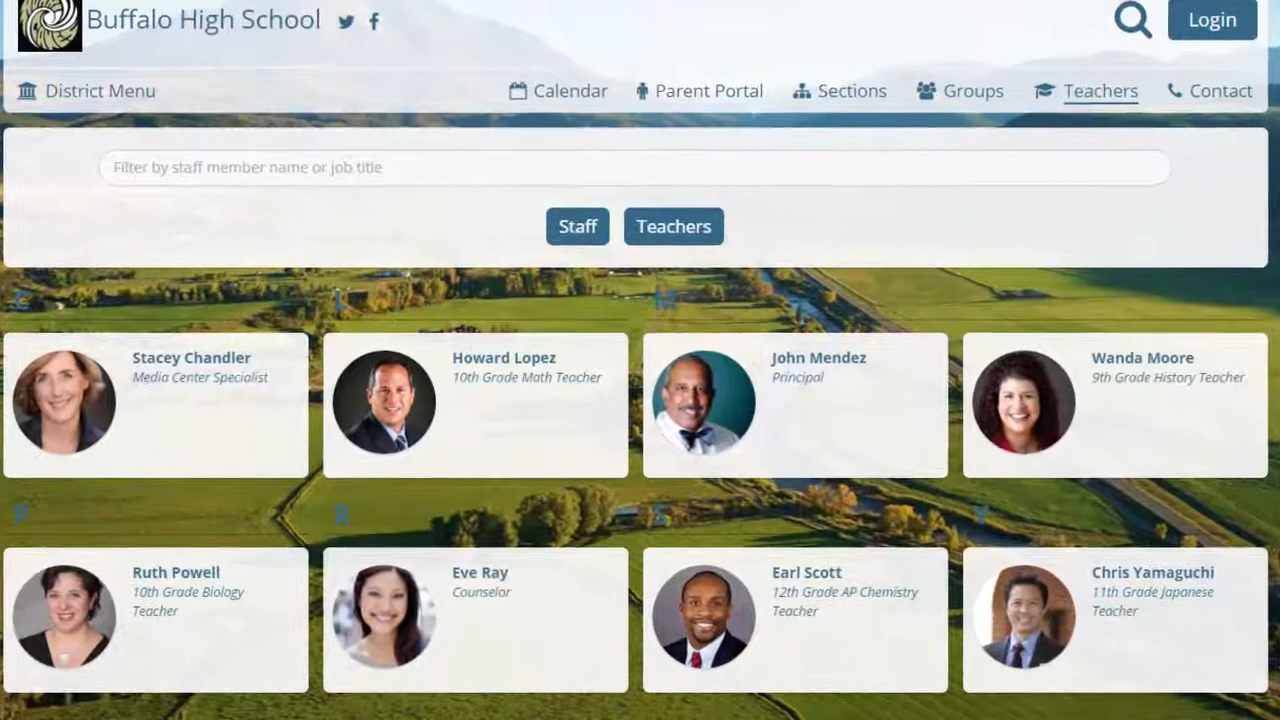 Buffalo High School
Login
District Menu
Calendar
Parent Portal
Sections
Groups
Teachers
Contact
Filter by staff member name or job title
Staff
Teachers
C
L
M
Stacey Chandler
Media Center Specialist
Howard Lopez
10th Grade Math Teacher
John Mendez
Principal
Wanda Moore
9th Grade History Teacher
P
R
S
Y
Ruth Powell
10th Grade Biology
Teacher
Eve Ray
Counselor
Earl Scott
12th Grade AP Chemistry
Teacher
Chris Yamaguchi
11th Grade Japanese
Teacher